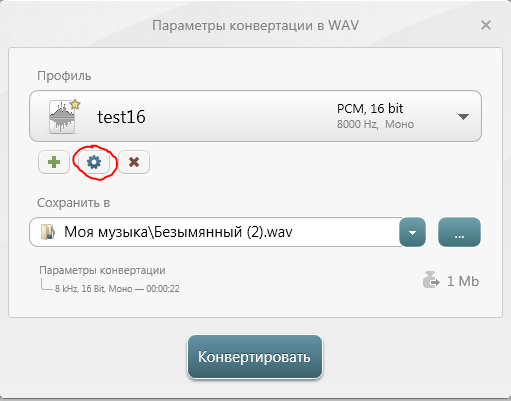 Параметры конвертации в WAV
Профиль
test16
PCM, 16 bit
8000 Hz, Моно
Сохранить в
Моя музыка\Безымянный (2).wav
...
Параметры конвертации
8 kHz, 16 Bit, Моно — 00:00:22
1 Mb
Конвертировать